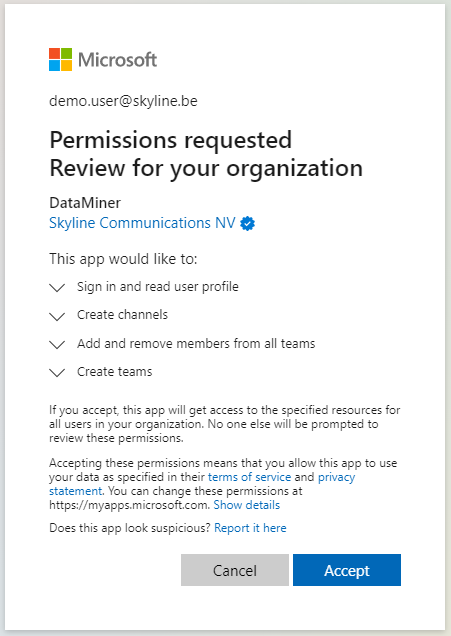 Microsoft
demo.user@skyline.be
Permissions requested
Review for your organization
DataMiner
Skyline Communications NV
This app would like to:
Sign in and read user profile
Create channels
Add and remove members from all teams
Create teams
If you accept, this app will get access to the specified resources for
all users in your organization. No one else will be prompted to
review these permissions.
Accepting these permissions means that you allow this app to use
your data as specified in their terms of service and privacy
statement. You can change these permissions at
https://myapps.microsoft.com. Show details
Does this app look suspicious? Report it here
Cancel Accept